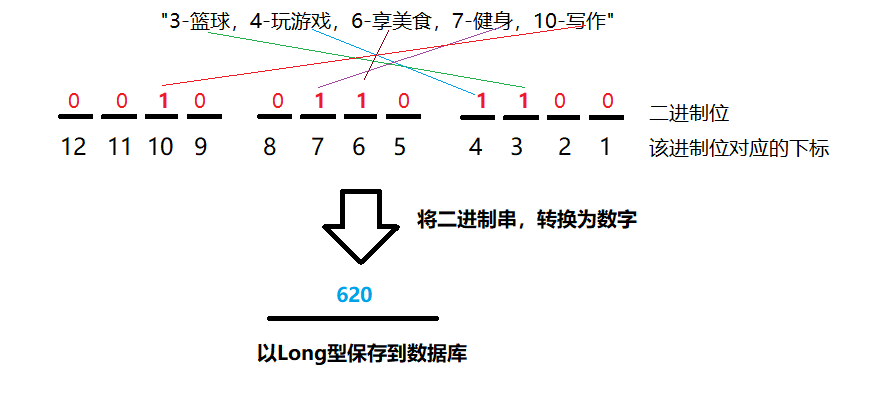 "3-篮球，4-玩游戏，6-享美食，7-健身，10-写作"
0 0 1 0 0 1 1 0 1 1 0 0 二进制位
12 11 10 9 8 7 6 5 4 3 2 1 该进制位对应的下标
将二进制串，转换为数字
620
以Long型保存到数据库